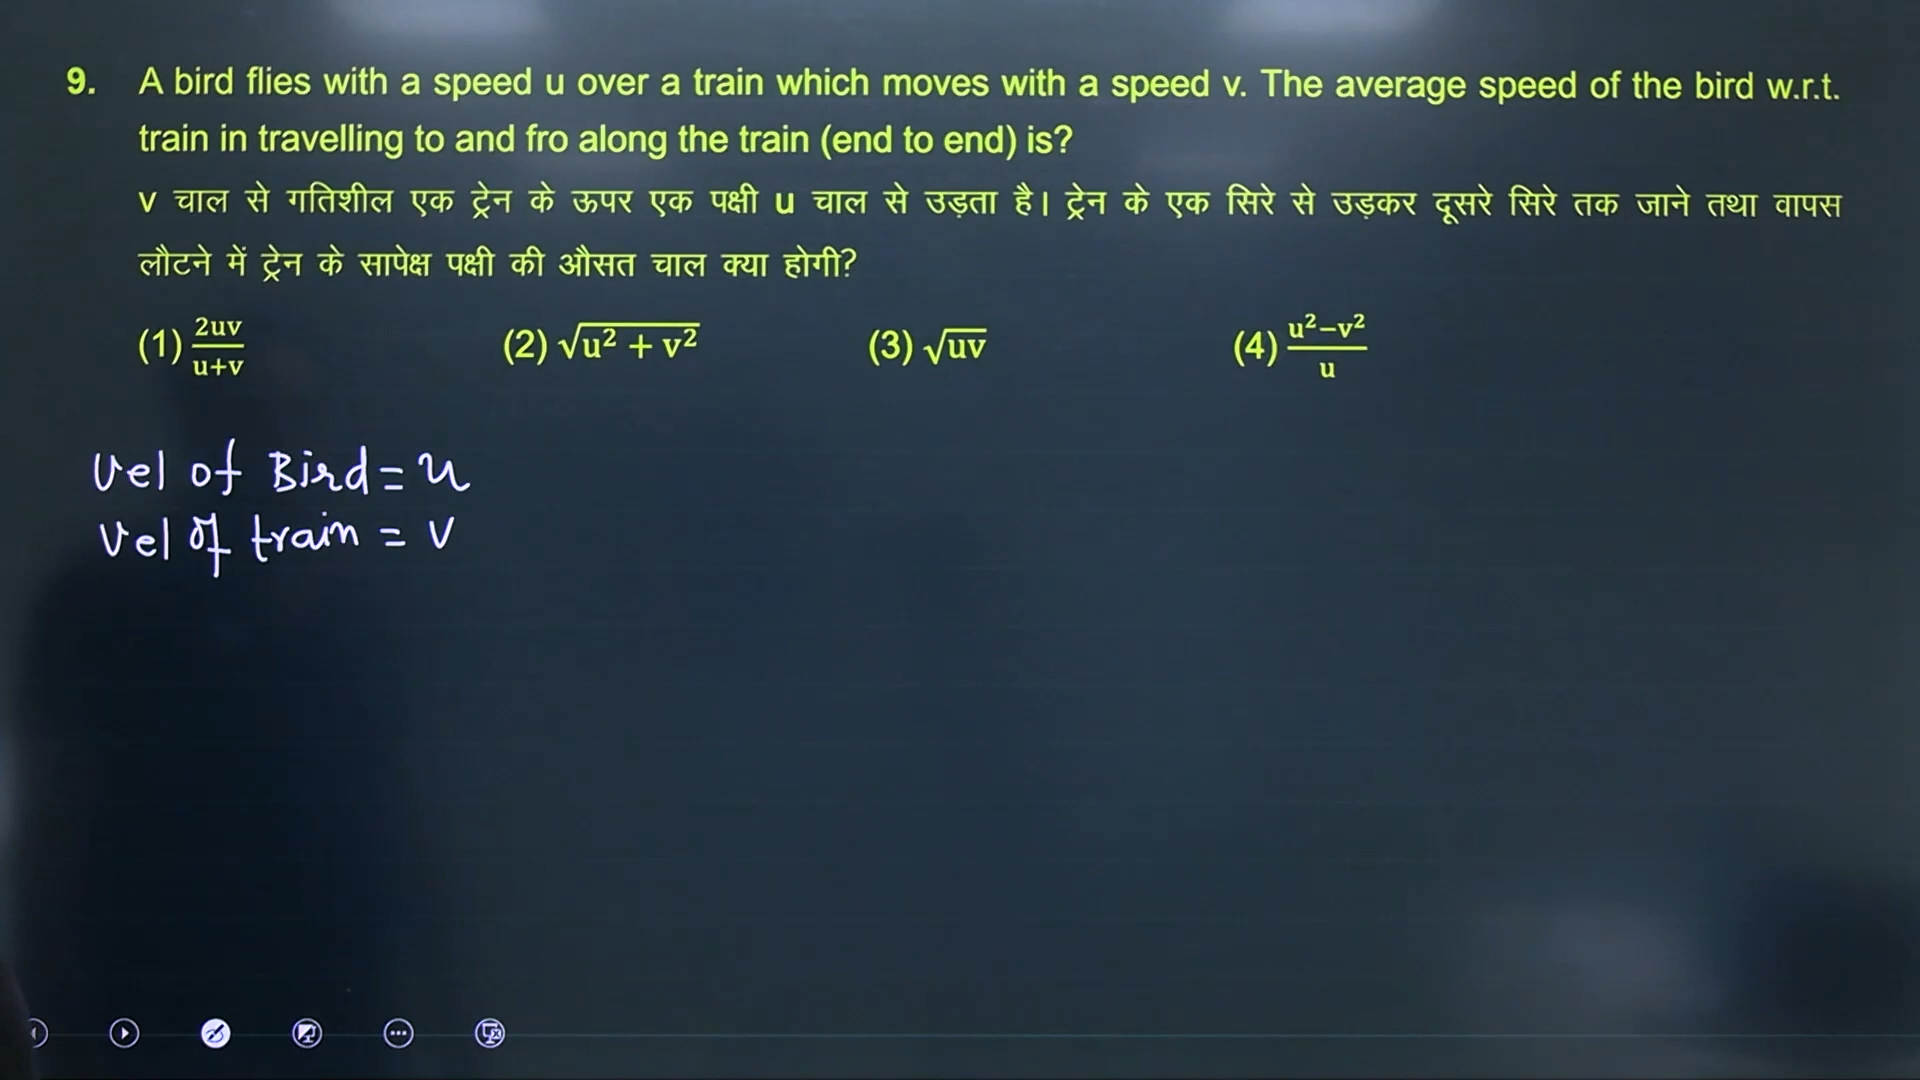 9. A bird flies with a speed u over a train which moves with a speed v. The average speed of the bird w.r.t.
train in travelling to and fro along the train (end to end) is?
v चाल से गतिशील एक ट्रेन के ऊपर एक पक्षी u चाल से उड़ता है। ट्रेन के एक सिरे से उड़कर दूसरे सिरे तक जाने तथा वापस
लौटने में ट्रेन के सापेक्ष पक्षी की औसत चाल क्या होगी?
(1) 2uv/u+v (2) √u²+v² (3) √uv (4) u²−v²/u
Vel of Bird = u
Vel of train = v